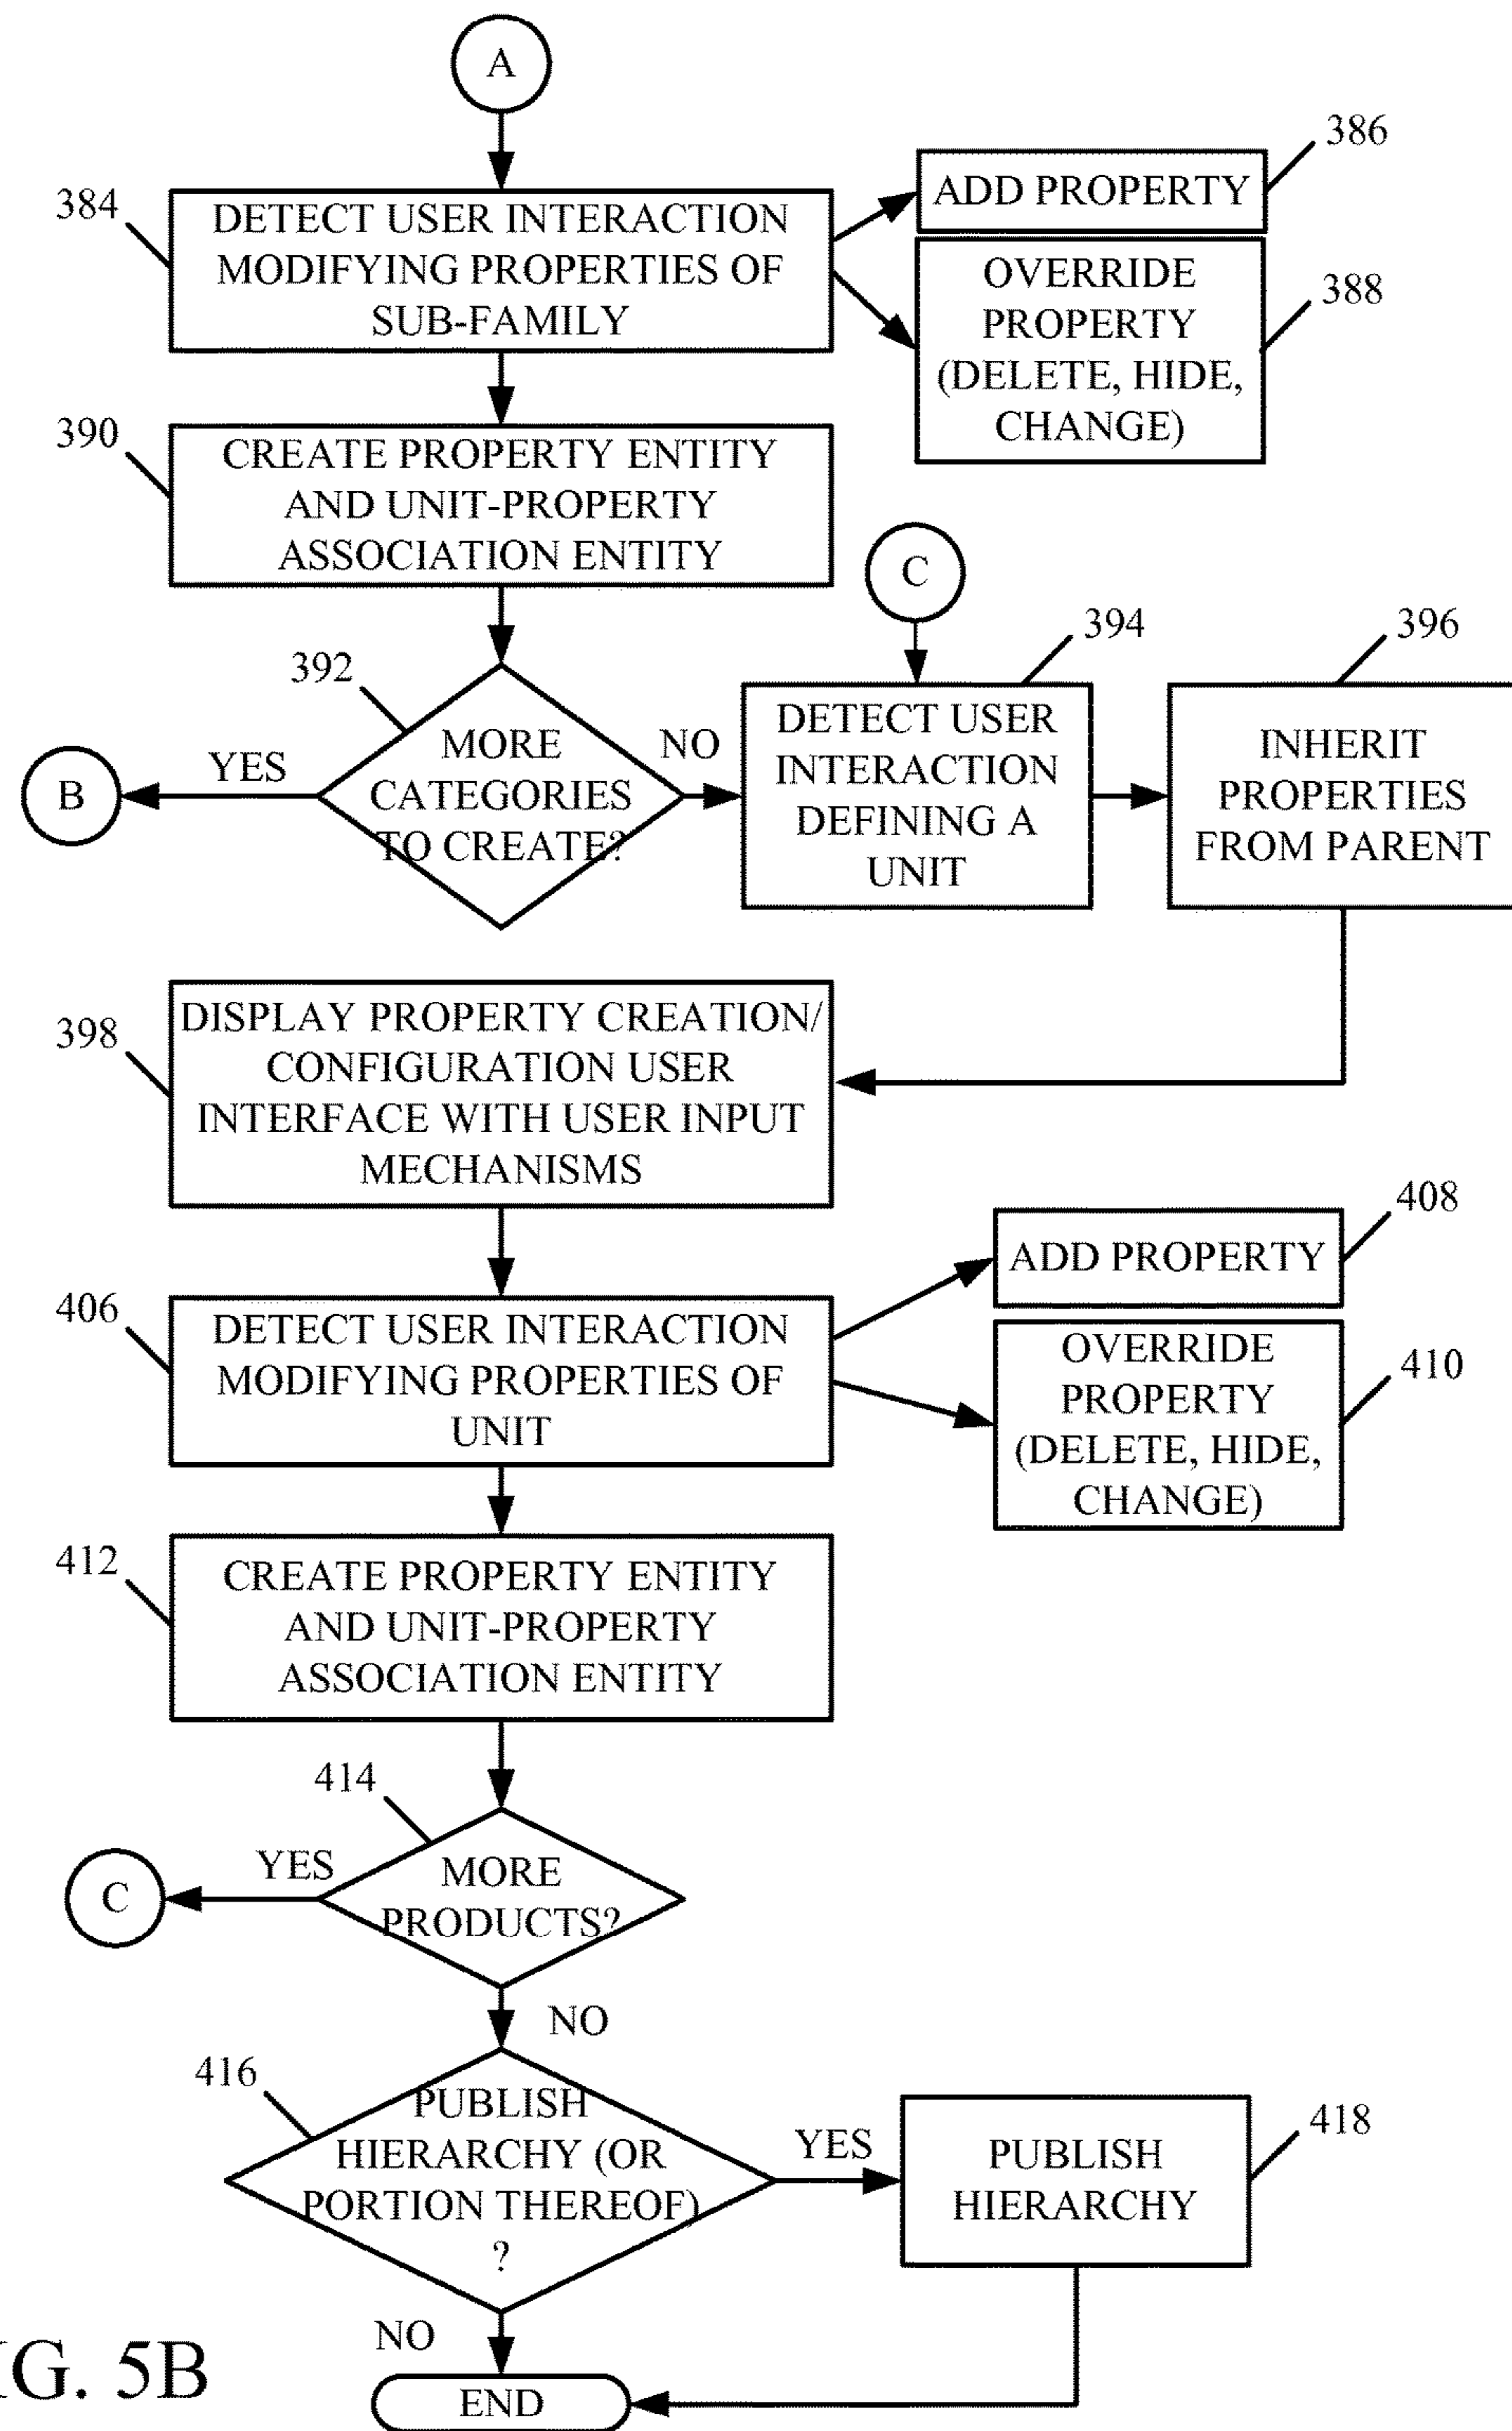 A
384
DETECT USER INTERACTION
MODIFYING PROPERTIES OF
SUB-FAMILY
386
ADD PROPERTY
388
OVERRIDE
PROPERTY
(DELETE, HIDE,
CHANGE)
390
CREATE PROPERTY ENTITY
AND UNIT-PROPERTY
ASSOCIATION ENTITY
392
MORE
CATEGORIES
TO CREATE?
YES
B
NO
C
394
DETECT USER
INTERACTION
DEFINING A
UNIT
396
INHERIT
PROPERTIES
FROM PARENT
398
DISPLAY PROPERTY CREATION/
CONFIGURATION USER
INTERFACE WITH USER INPUT
MECHANISMS
406
DETECT USER INTERACTION
MODIFYING PROPERTIES OF
UNIT
408
ADD PROPERTY
410
OVERRIDE
PROPERTY
(DELETE, HIDE,
CHANGE)
412
CREATE PROPERTY ENTITY
AND UNIT-PROPERTY
ASSOCIATION ENTITY
414
MORE
PRODUCTS?
YES
C
NO
416
PUBLISH
HIERARCHY (OR
PORTION THEREOF)
?
YES
418
PUBLISH
HIERARCHY
NO
END
IG. 5B